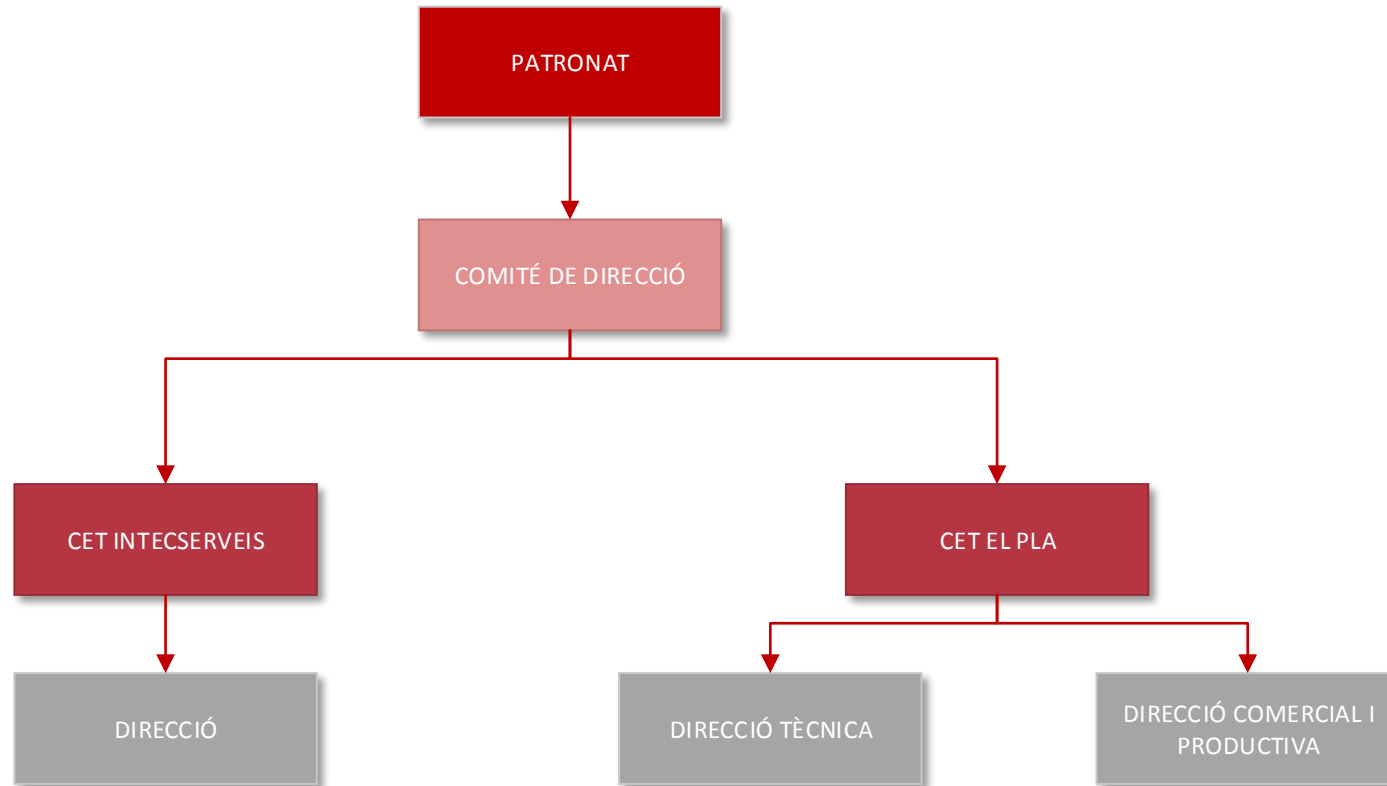 PATRONAT
COMITÉ DE DIRECCIÓ
CET INTECSERVEIS
CET EL PLA
DIRECCIÓ
DIRECCIÓ TÈCNICA
DIRECCIÓ COMERCIAL I
PRODUCTIVA